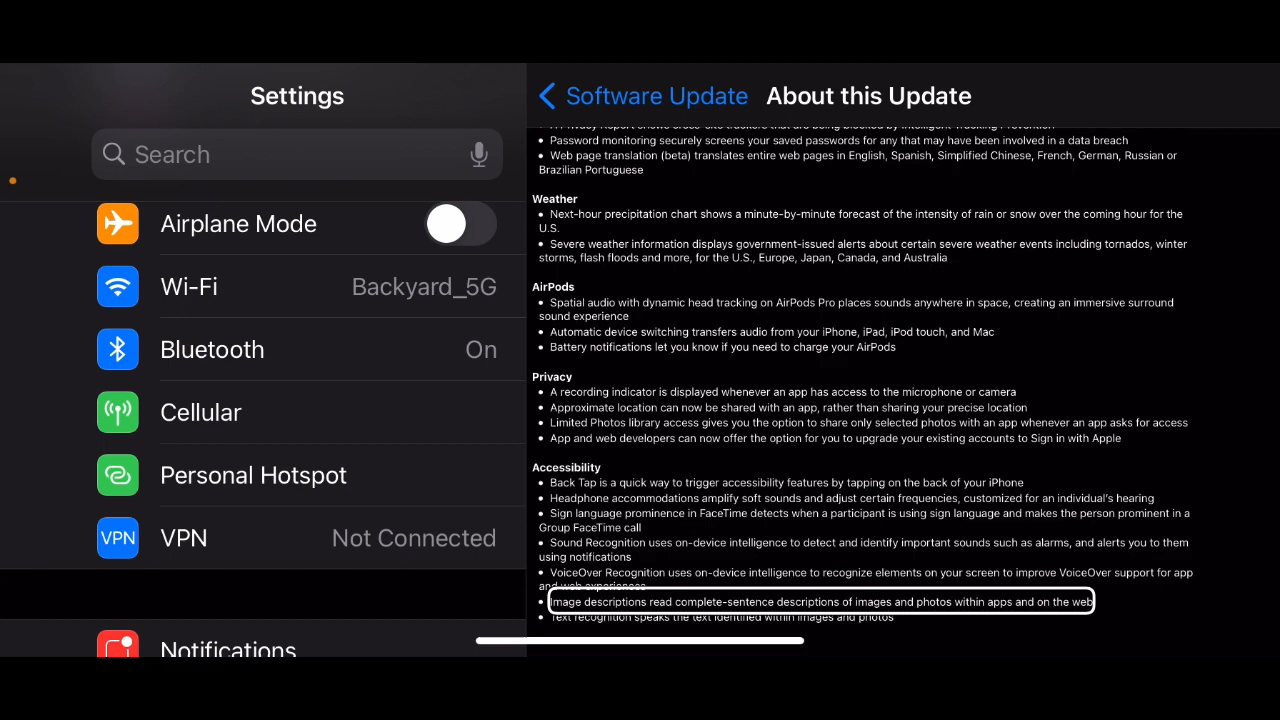 Settings
Search
Airplane Mode
Wi-Fi Backyard_5G
Bluetooth On
Cellular
Personal Hotspot
VPN VPN Not Connected
Notifications
Software Update About this Update
A Privacy Report shows cross-site trackers that are being blocked by Intelligent Tracking Prevention
• Password monitoring securely screens your saved passwords for any that may have been involved in a data breach
• Web page translation (beta) translates entire web pages in English, Spanish, Simplified Chinese, French, German, Russian or
Brazilian Portuguese
Weather
• Next-hour precipitation chart shows a minute-by-minute forecast of the intensity of rain or snow over the coming hour for the
U.S.
• Severe weather information displays government-issued alerts about certain severe weather events including tornados, winter
storms, flash floods and more, for the U.S., Europe, Japan, Canada, and Australia
AirPods
• Spatial audio with dynamic head tracking on AirPods Pro places sounds anywhere in space, creating an immersive surround
sound experience
• Automatic device switching transfers audio from your iPhone, iPad, iPod touch, and Mac
• Battery notifications let you know if you need to charge your AirPods
Privacy
• A recording indicator is displayed whenever an app has access to the microphone or camera
• Approximate location can now be shared with an app, rather than sharing your precise location
• Limited Photos library access gives you the option to share only selected photos with an app whenever an app asks for access
• App and web developers can now offer the option for you to upgrade your existing accounts to Sign in with Apple
Accessibility
• Back Tap is a quick way to trigger accessibility features by tapping on the back of your iPhone
• Headphone accommodations amplify soft sounds and adjust certain frequencies, customized for an individual's hearing
• Sign language prominence in FaceTime detects when a participant is using sign language and makes the person prominent in a
Group FaceTime call
• Sound Recognition uses on-device intelligence to detect and identify important sounds such as alarms, and alerts you to them
using notifications
• VoiceOver Recognition uses on-device intelligence to recognize elements on your screen to improve VoiceOver support for app
and web experiences
• Image descriptions read complete-sentence descriptions of images and photos within apps and on the web
• Text recognition speaks the text identified within images and photos